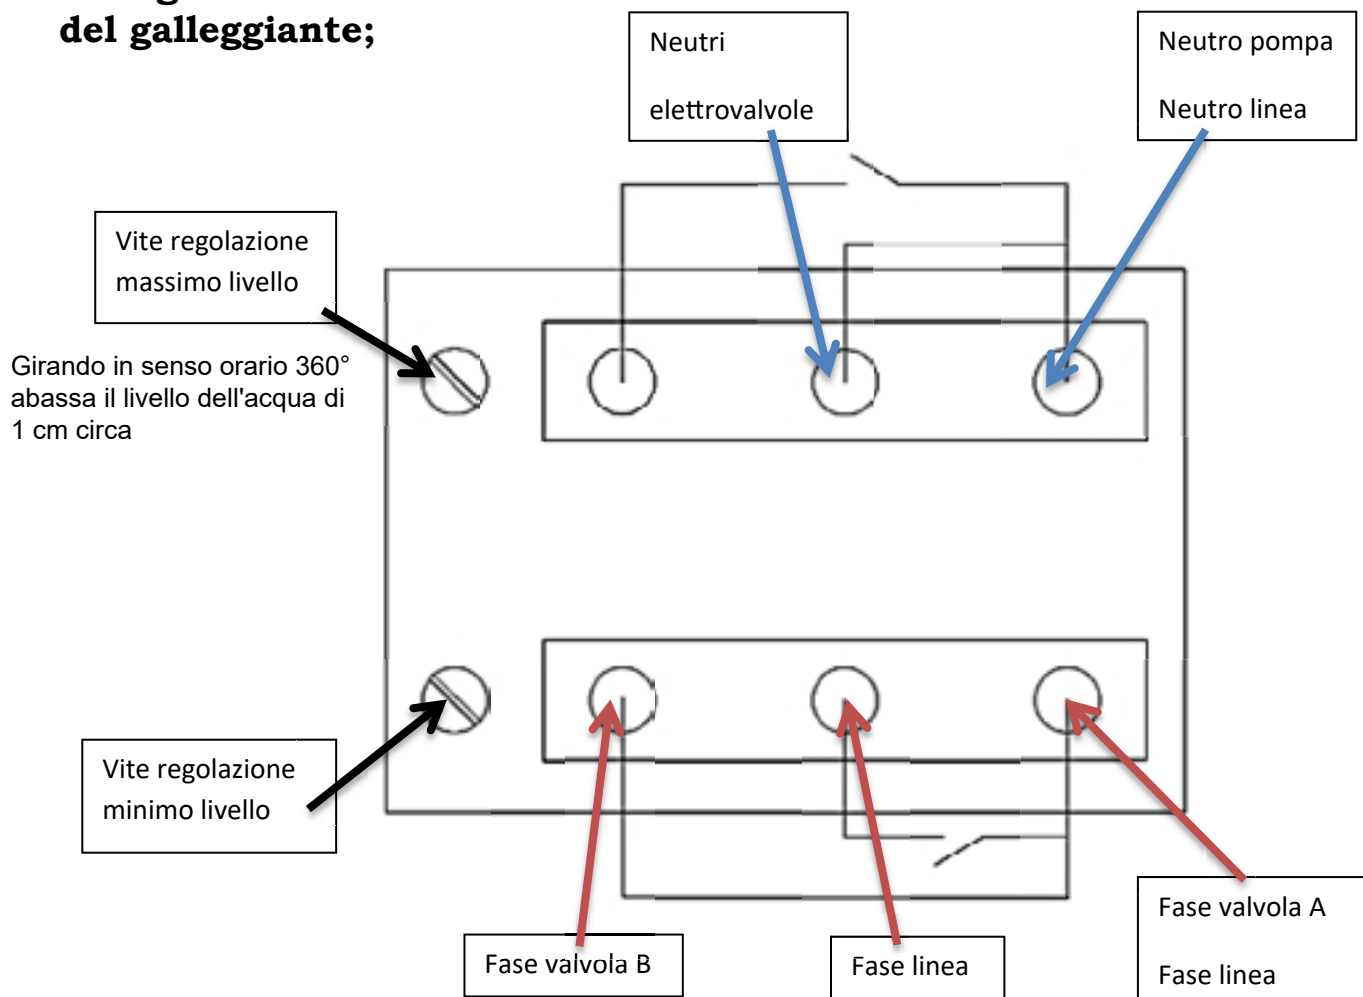 del galleggiante;
Neutri
elettrovalvole
Neutro pompa
Neutro linea
Vite regolazione
massimo livello
Girando in senso orario 360°
abassa il livello dell'acqua di
1 cm circa
Vite regolazione
minimo livello
Fase valvola B
Fase linea
Fase valvola A
Fase linea